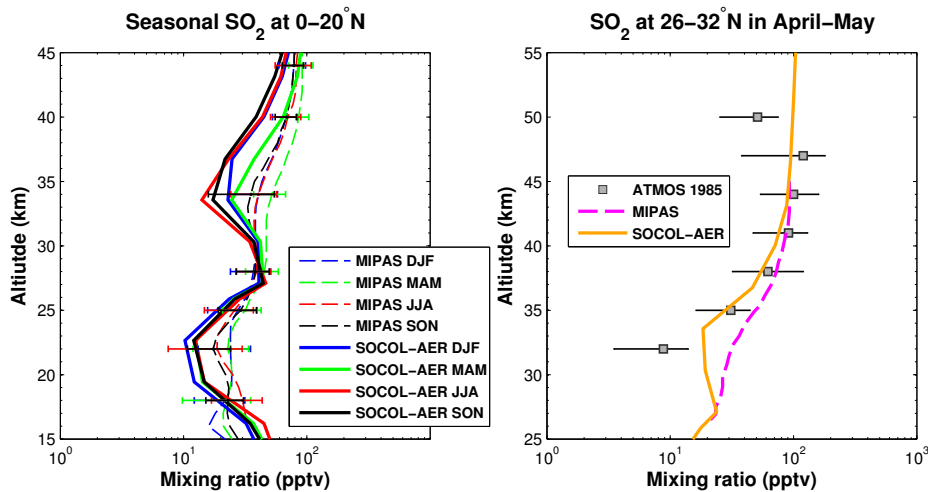 Seasonal SO2 at 0−20°N
45
40
35
30
25
20
15
Altiutde (km)
10^0
10^1
10^2
Mixing ratio (pptv)
MIPAS DJF
MIPAS MAM
MIPAS JJA
MIPAS SON
SOCOL−AER DJF
SOCOL−AER MAM
SOCOL−AER JJA
SOCOL−AER SON
SO2 at 26−32°N in April−May
55
50
45
40
35
30
25
Altiutde (km)
10^0
10^1
10^2
10^3
Mixing ratio (pptv)
ATMOS 1985
MIPAS
SOCOL−AER